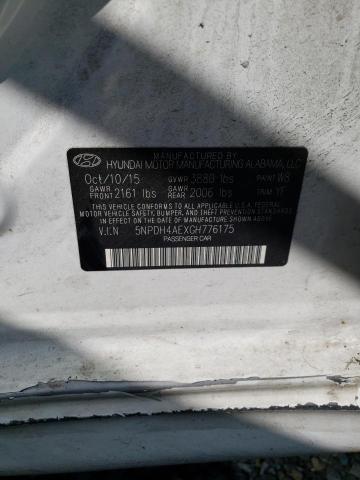 MANUFACTURED BY
HYUNDAI MOTOR MANUFACTURING ALABAMA, LLC
Oct/10/15 GVWR 3880 lbs PAINT W8
GAWR FRONT 2161 lbs GAWR REAR 2006 lbs TRIM YF
THIS VEHICLE CONFORMS TO ALL APPLICABLE U.S.A. FEDERAL
MOTOR VEHICLE SAFETY, BUMPER, AND THEFT PREVENTION
STANDARDS IN EFFECT ON THE DATE OF MANUFACTURE SHOWN ABOVE.
V.I.N 5NPDH4AEXGH776175
PASSENGER CAR